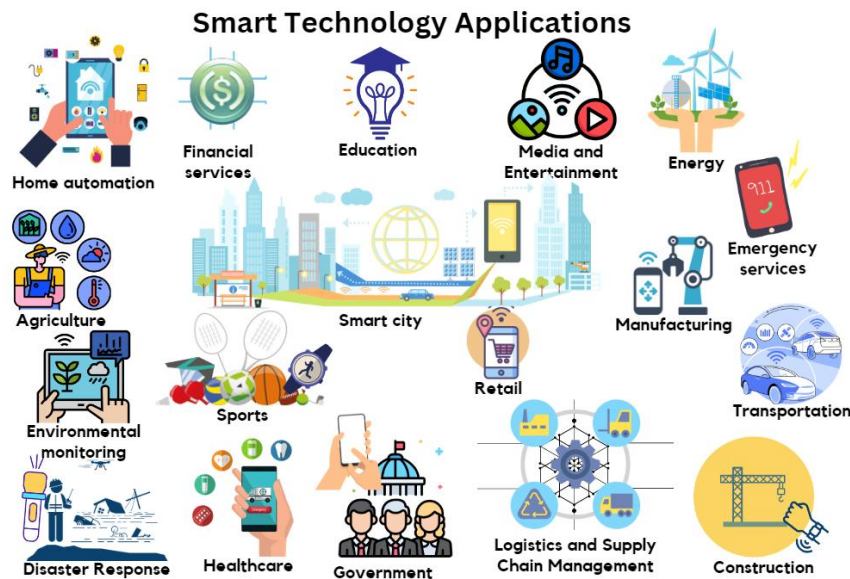 Smart Technology Applications
Home automation
Financial
services
Education
Media and
Entertainment
Energy
911
Emergency
services
Agriculture
Smart city
Manufacturing
Environmental
monitoring
Sports
Retail
Transportation
Disaster Response
Healthcare
Government
Logistics and Supply
Chain Management
Construction